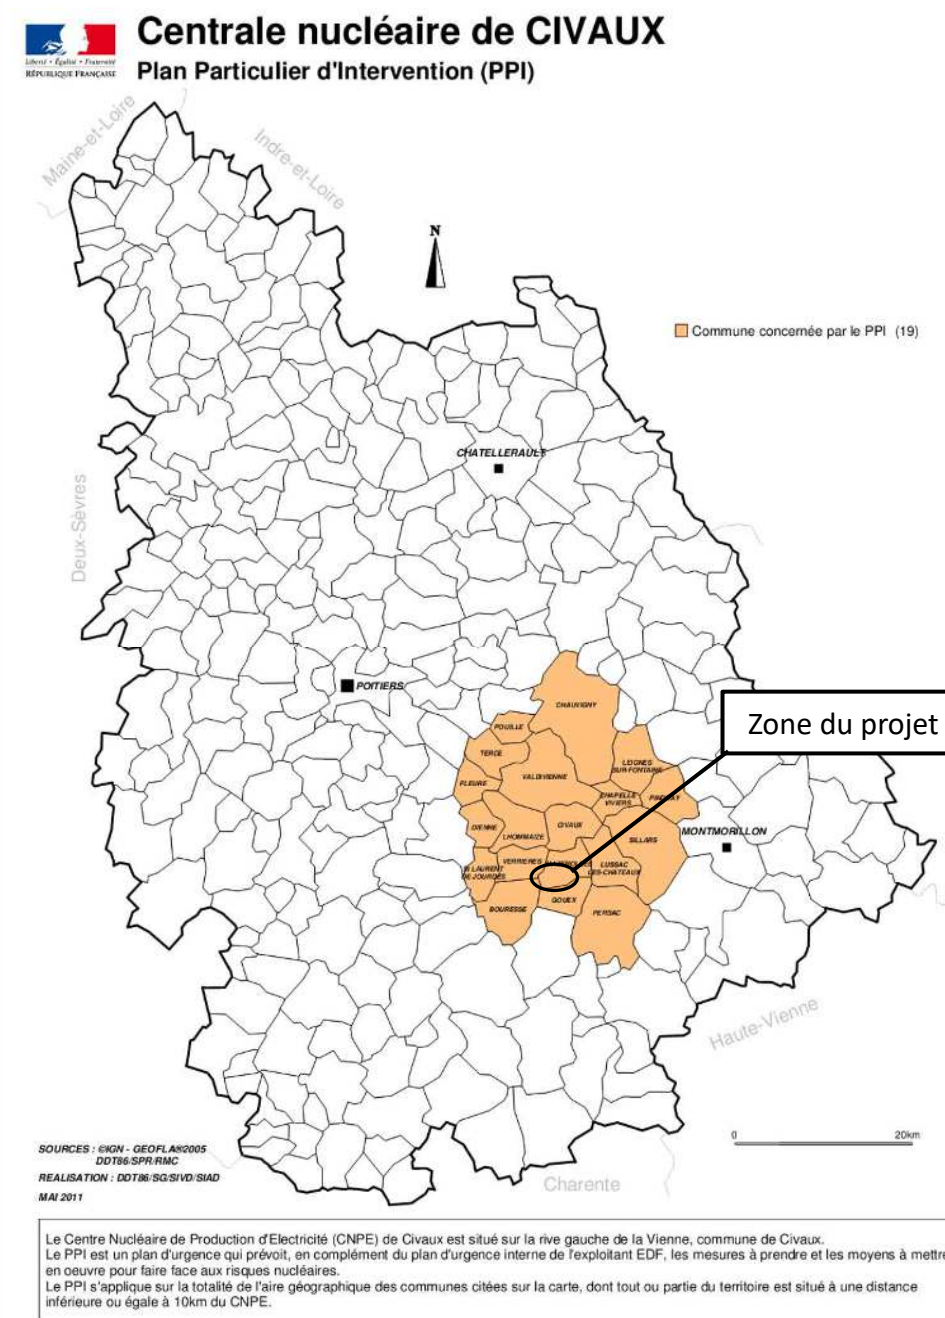 Centrale nucléaire de CIVAUX
Plan Particulier d'Intervention (PPI)
Liberté • Égalité • Fraternité
RÉPUBLIQUE FRANÇAISE
Maine-et-Loire
Indre-et-Loire
N
Commune concernée par le PPI (19)
CHATELLERAULT
Deux-Sèvres
POITIERS
CHAUVIGNY
Zone du projet
POUILLE
TERCE
LEIGNES
SUR-FONTAINE
VALDIVIENNE
FLEURE
CHAPELLE
VIVIERS
PINDRAY
CIVAUX
DIENNE
LHOMMAIZE
MONTMORILLON
SILLARS
VERRIERES
LUSSAC
LES-CHATEAUX
ST LAURENT
DE JOURDES
GOUEX
BOURESSE
PERSAC
Haute-Vienne
0 20km
SOURCES : ©IGN - GEOFLA®2005
DDT86/SPR/RMC
REALISATION : DDT86/SG/SIVD/SIAD
MAI 2011
Charente
Le Centre Nucléaire de Production d'Electricité (CNPE) de Civaux est situé sur la rive gauche de la Vienne, commune de Civaux.
Le PPI est un plan d'urgence qui prévoit, en complément du plan d'urgence interne de l'exploitant EDF, les mesures à prendre et les moyens à mettre
en oeuvre pour faire face aux risques nucléaires.
Le PPI s'applique sur la totalité de l'aire géographique des communes citées sur la carte, dont tout ou partie du territoire est situé à une distance
inférieure ou égale à 10km du CNPE.